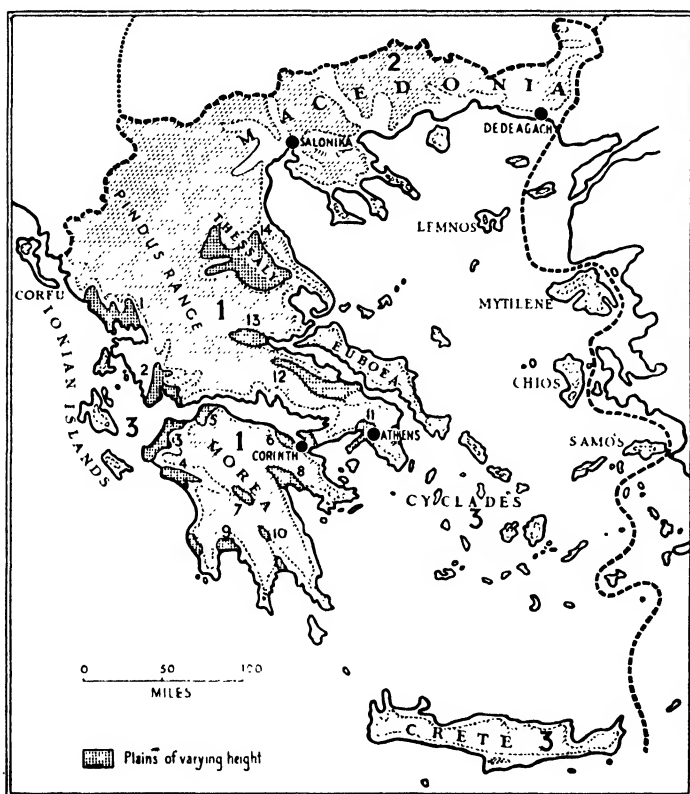 2
MACEDONIA
DEDEAGACH
SALONIKA
PINDUS RANGE
THESSALY
14
LEMNOS
CORFU
IONIAN ISLANDS
1
1
13
MYTILENE
EUBOEA
2
12
CHIOS
3
5
11
3
1
6
ATHENS
SAMOS
CORINTH
4
MOREA
8
7
CYCLADES
3
9
10
0 50 100
MILES
CRETE 3
Plains of varying height